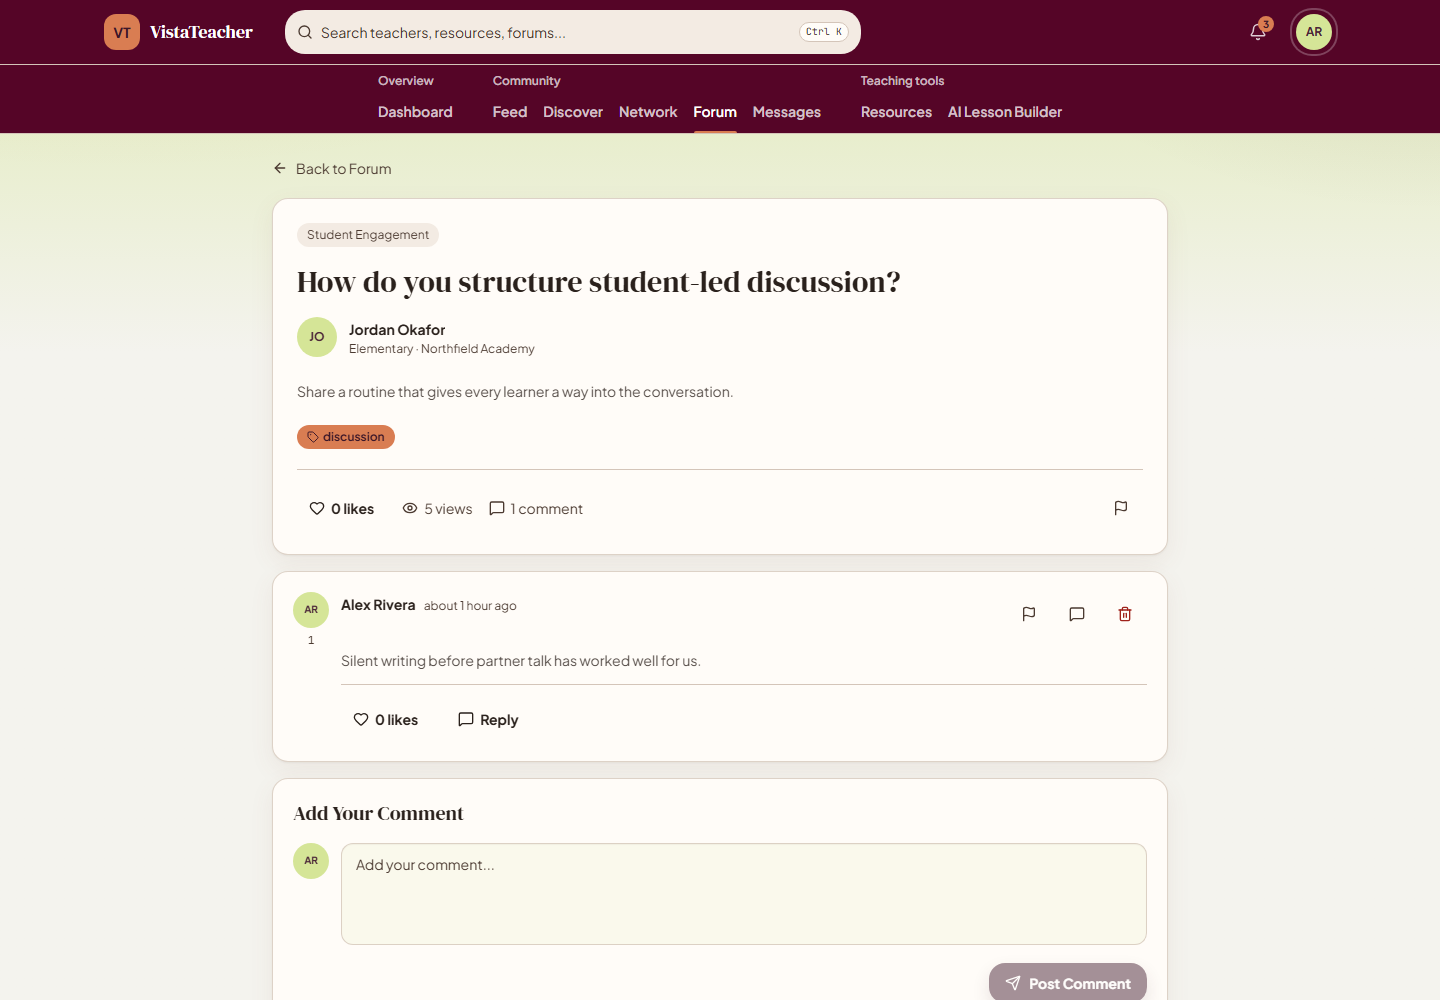 VT VistaTeacher Search teachers, resources, forums... Ctrl K 3 AR
Overview Community Teaching tools
Dashboard Feed Discover Network Forum Messages Resources AI Lesson Builder
Back to Forum
Student Engagement
How do you structure student-led discussion?
JO Jordan Okafor
Elementary · Northfield Academy
Share a routine that gives every learner a way into the conversation.
discussion
0 likes 5 views 1 comment
AR Alex Rivera about 1 hour ago
1
Silent writing before partner talk has worked well for us.
0 likes Reply
Add Your Comment
AR Add your comment...
Post Comment